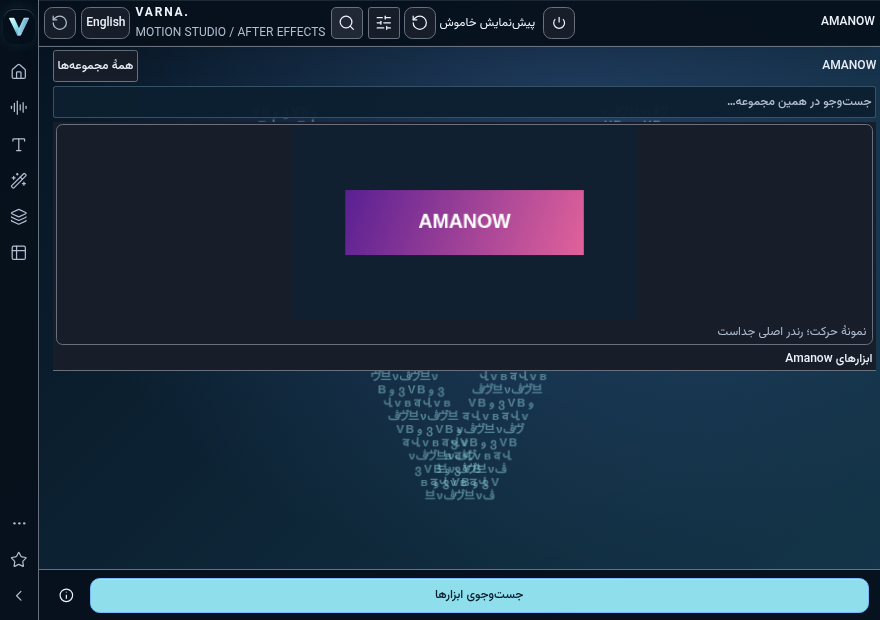 English
VARNA.
MOTION STUDIO / AFTER EFFECTS
پیش‌نمایش خاموش
AMANOW
همهٔ مجموعه‌ها
AMANOW
جست‌وجو در همین مجموعه…
AMANOW
نمونهٔ حرکت؛ رندر اصلی جداست
ابزارهای Amanow
جست‌وجوی ابزارها